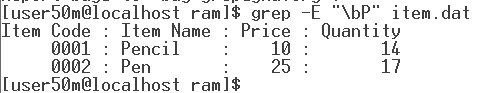 [user50m@localhost ram]$ grep -E "\bP" item.dat
Item Code : Item Name : Price : Quantity
     0001 : Pencil    :    10 :       14
     0002 : Pen       :    25 :       17
[user50m@localhost ram]$